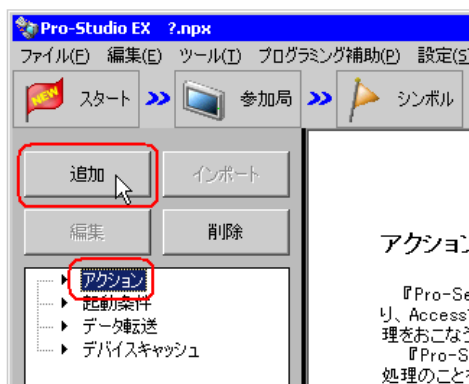 Pro-Studio EX ?.npx
ファイル(F) 編集(E) ツール(T) プログラミング補助(P) 設定(S
NEW スタート 参加局 シンボル
追加 インポート
編集 削除
アクション
起動条件
データ転送
デバイスキャッシュ
アクション
『Pro-Se
り、Access
理をおこなう
『Pro-S
処理のことを